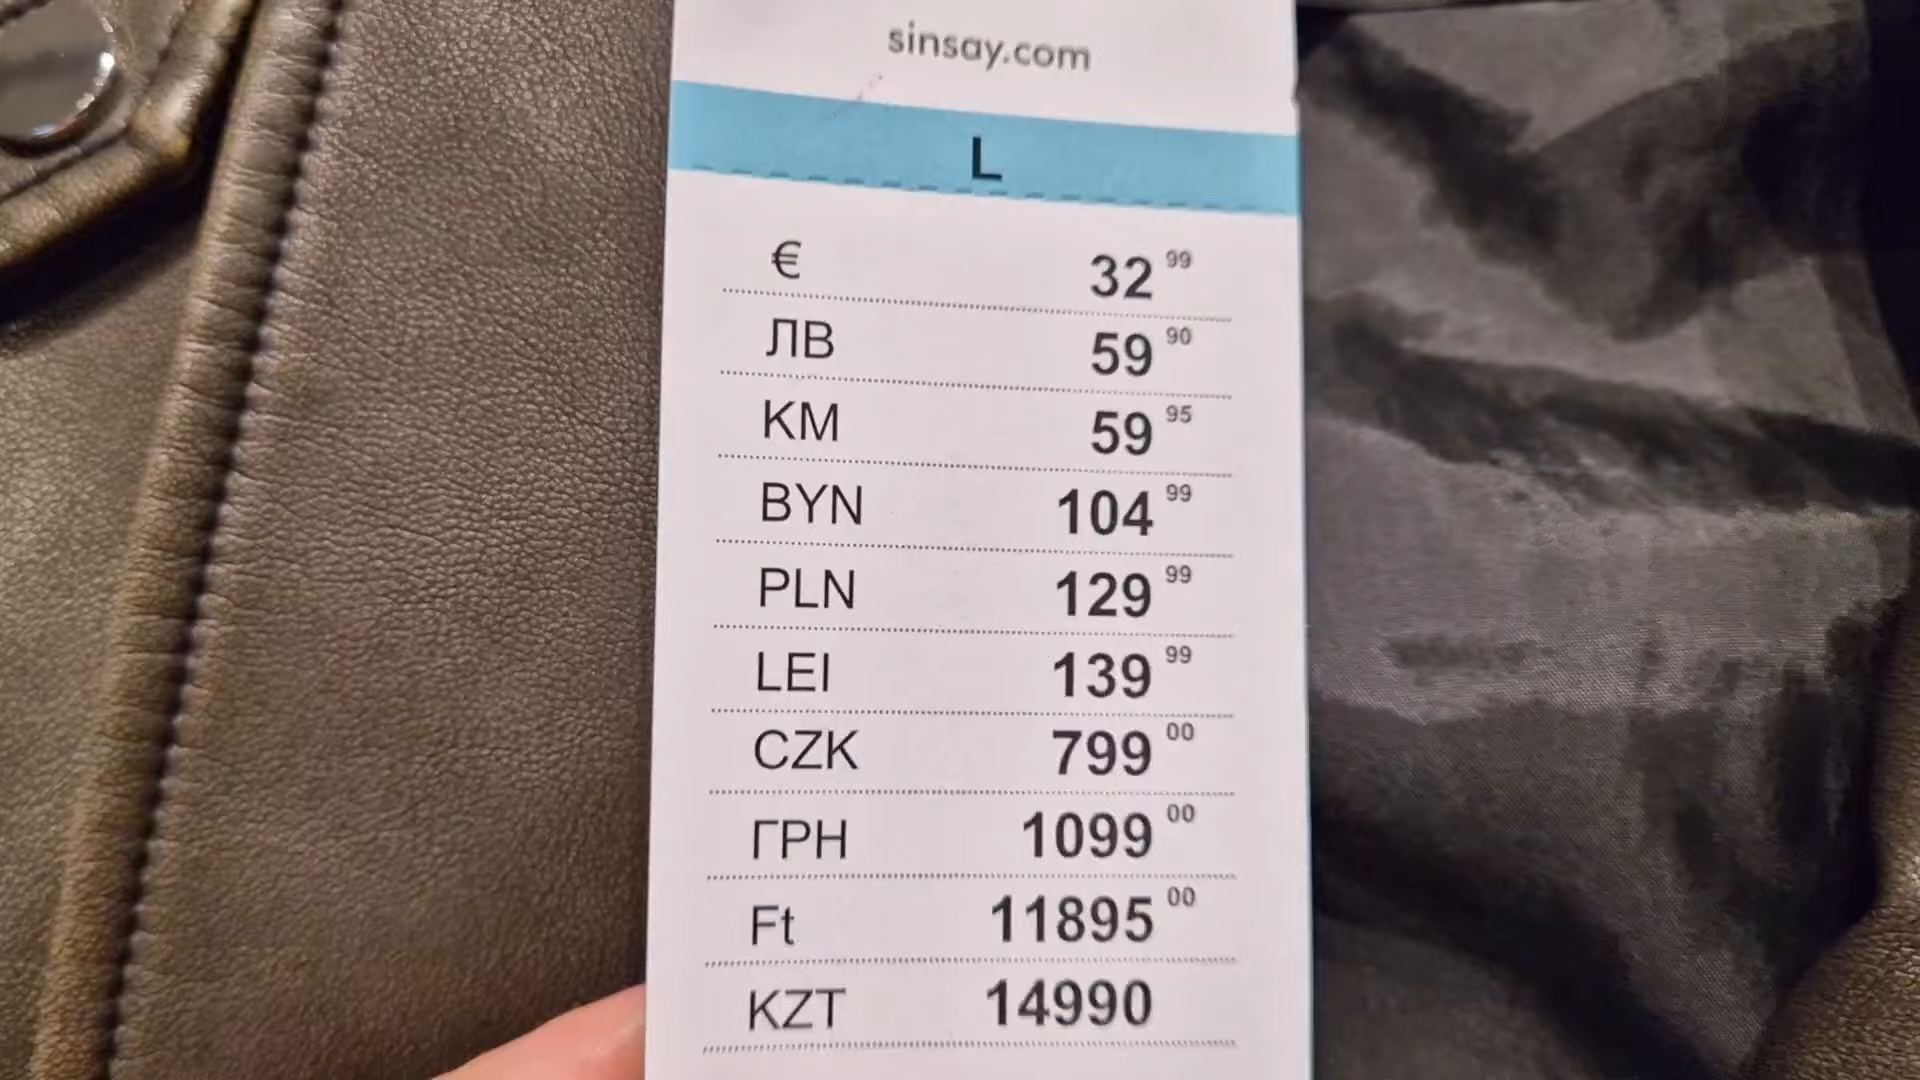 sinsay.com
L
€ 32 99
ЛВ 59 90
KM 59 95
BYN 104 99
PLN 129 99
LEI 139 99
CZK 799 00
ГРН 1099 00
Ft 11895 00
KZT 14990